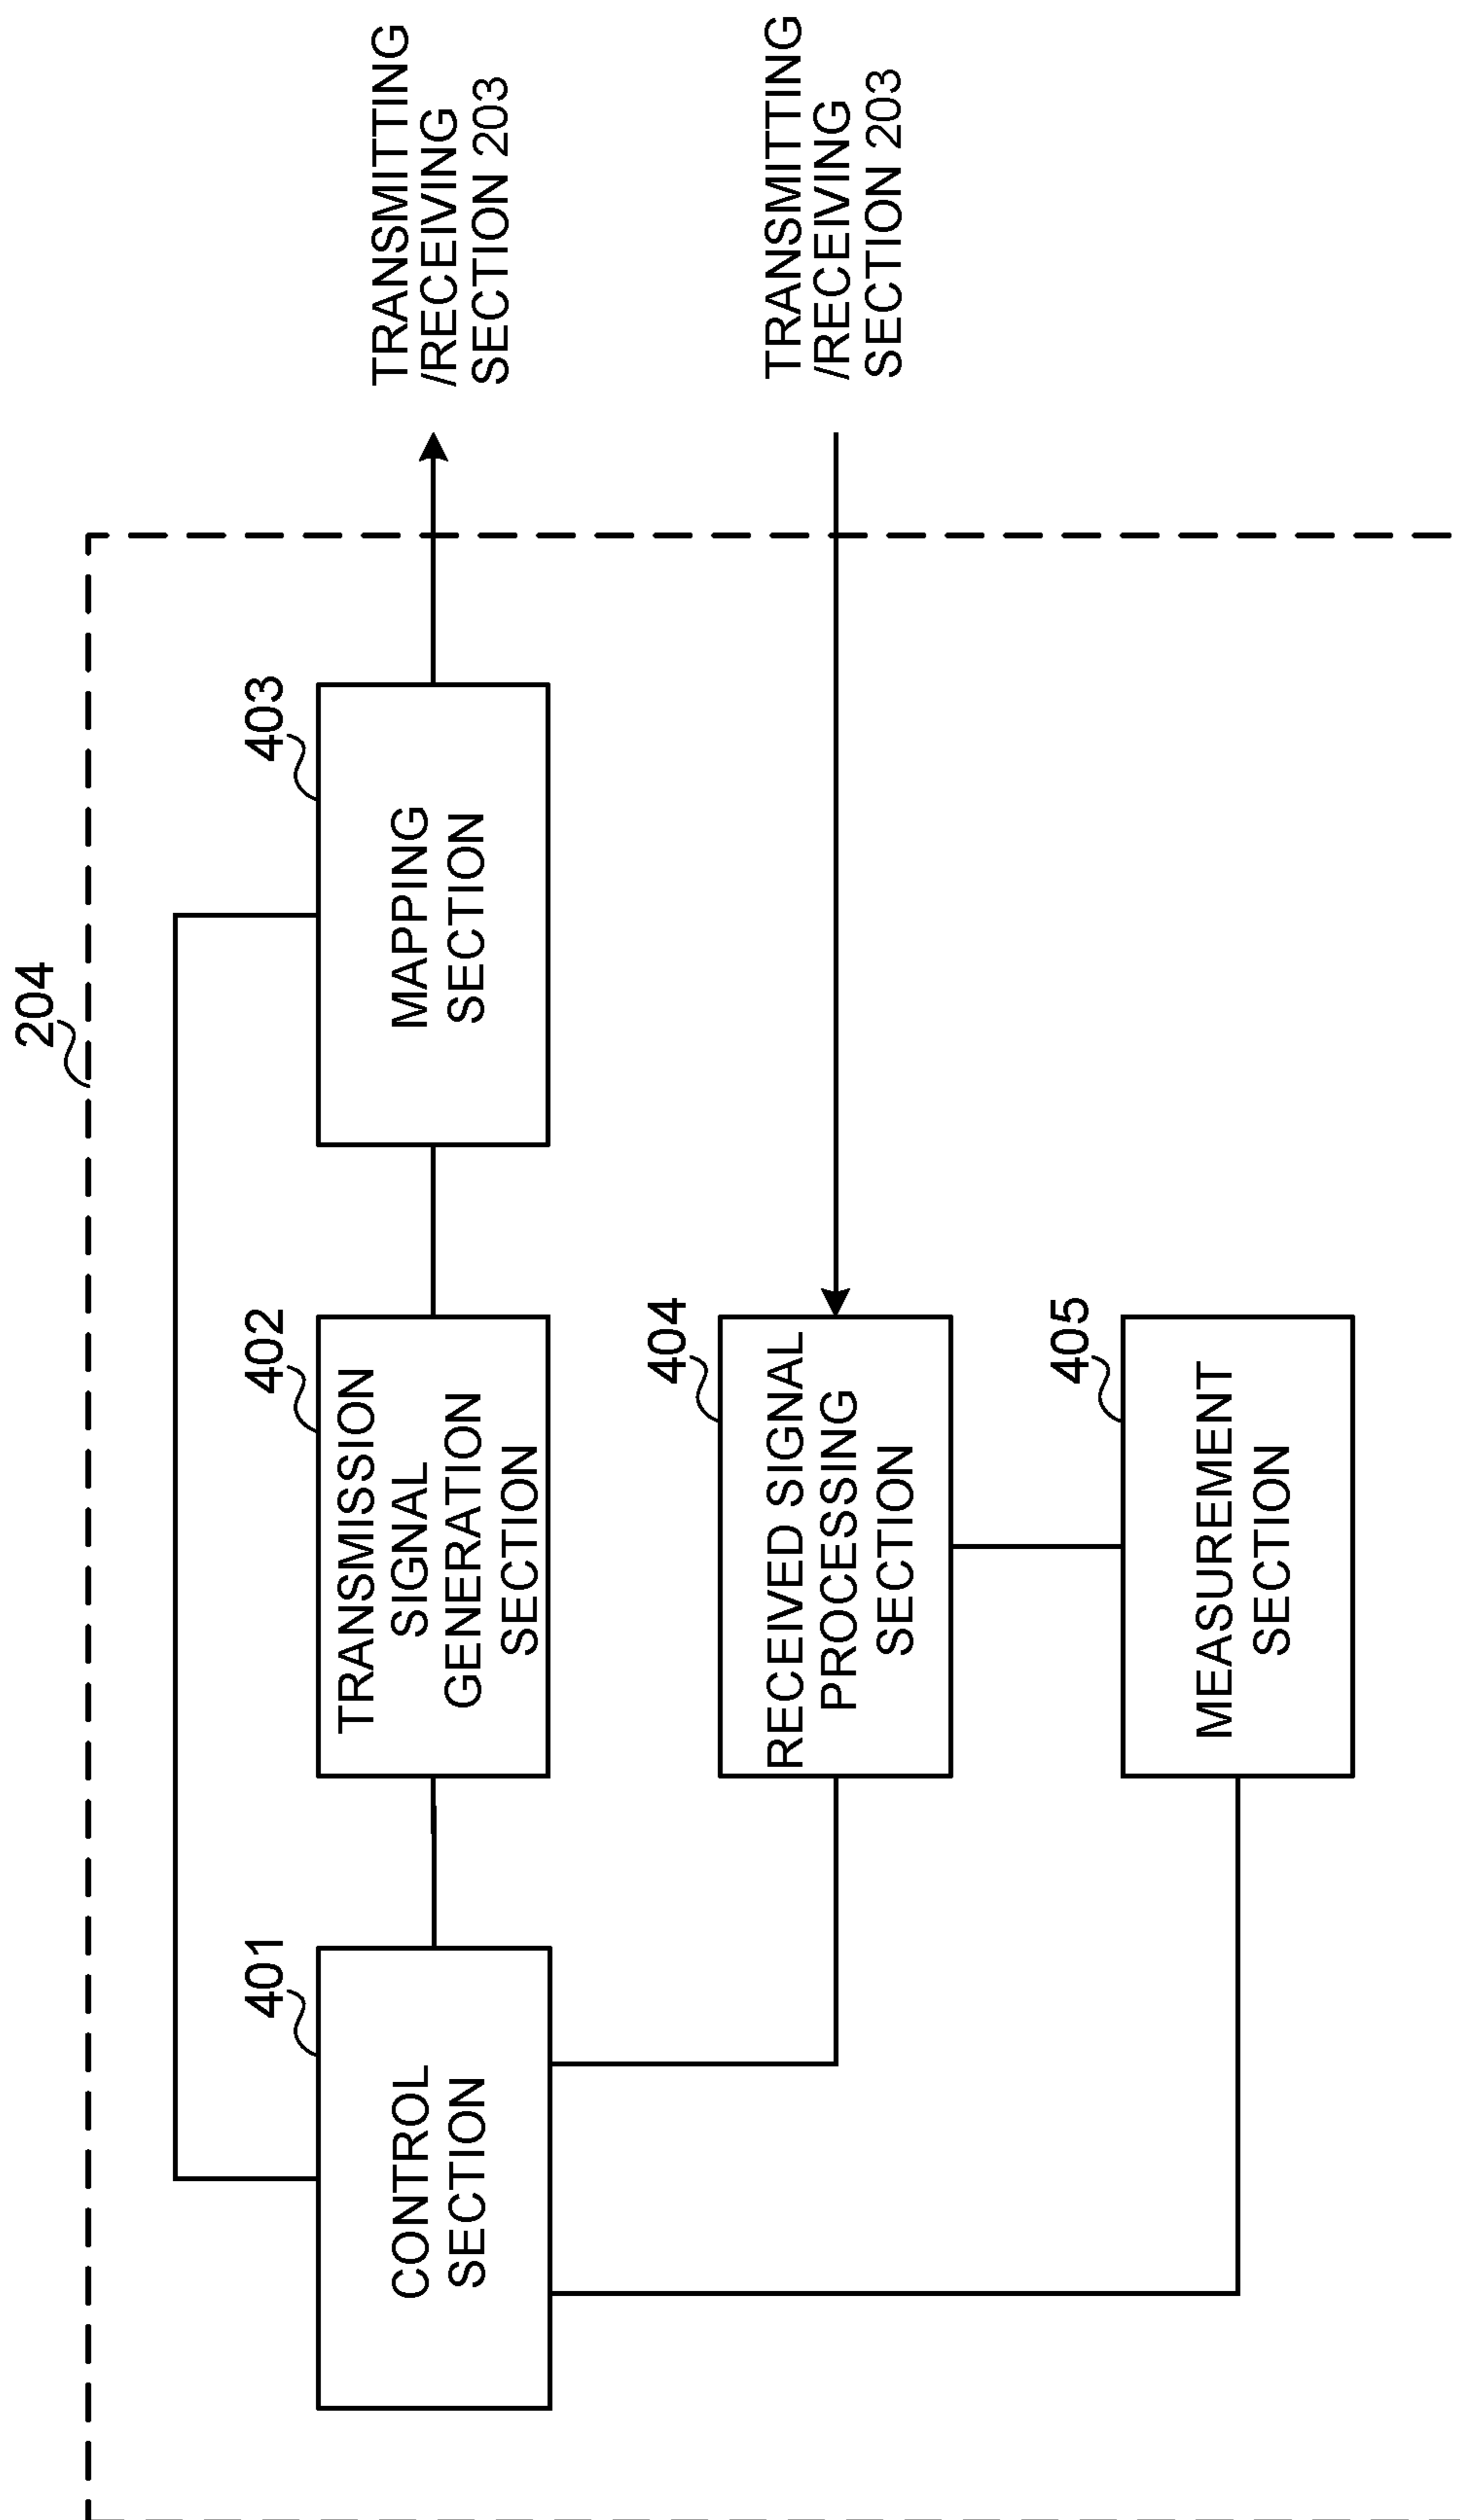 204
401
CONTROL
SECTION
402
TRANSMISSION
SIGNAL
GENERATION
SECTION
403
MAPPING
SECTION
TRANSMITTING
/RECEIVING
SECTION 203
404
RECEIVED SIGNAL
PROCESSING
SECTION
TRANSMITTING
/RECEIVING
SECTION 203
405
MEASUREMENT
SECTION